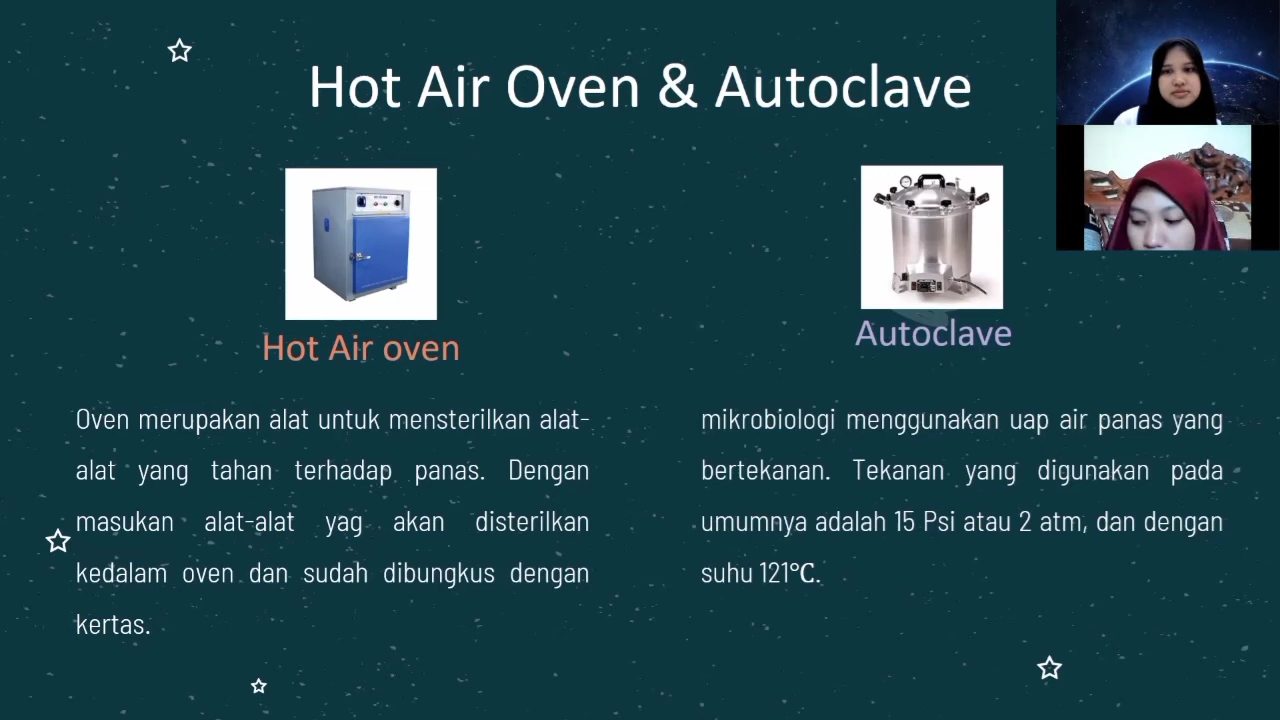 Hot Air Oven & Autoclave
Hot Air oven
Oven merupakan alat untuk mensterilkan alat-
alat yang tahan terhadap panas. Dengan
masukan alat-alat yag akan disterilkan
kedalam oven dan sudah dibungkus dengan
kertas.
Autoclave
mikrobiologi menggunakan uap air panas yang
bertekanan. Tekanan yang digunakan pada
umumnya adalah 15 Psi atau 2 atm, dan dengan
suhu 121°C.